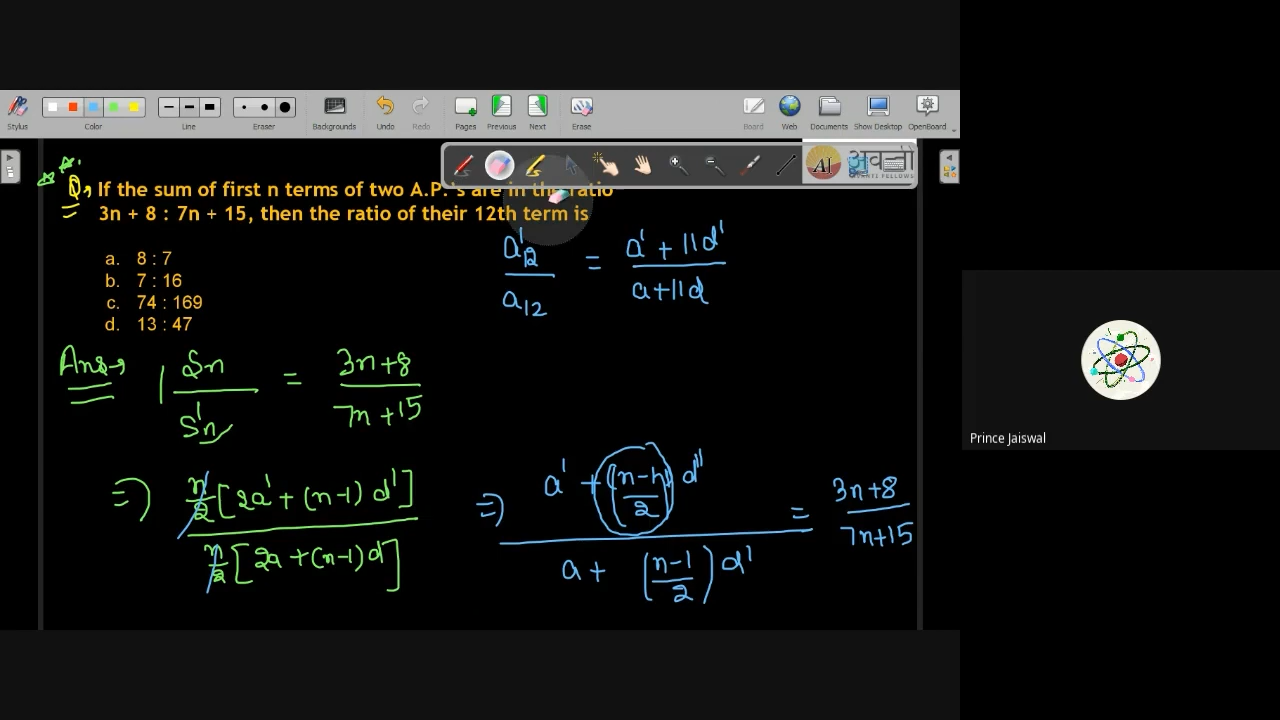 Stylus Color Line Eraser Backgrounds Undo Redo Pages Previous Next Erase Board Web Documents Show Desktop OpenBoard
AI अवन्ती
Q, If the sum of first n terms of two A.P.'s are in the ratio
3n + 8 : 7n + 15, then the ratio of their 12th term is
a. 8 : 7
b. 7 : 16
c. 74 : 169
d. 13 : 47
a'12 / a12 = a' + 11d' / a+11d
Ans→ Sn / S'n = 3n+8 / 7n+15
⇒) n/2 [2a' + (n-1) d'] / n/2 [2a + (n-1) d]
⇒) a' + (n-1/2) d' / a + (n-1/2) d' = 3n+8 / 7n+15
Prince Jaiswal